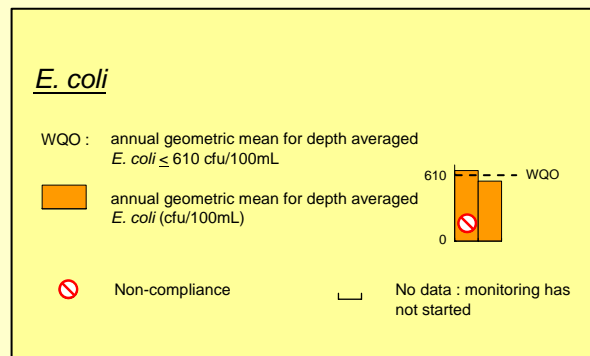 E. coli
WQO : annual geometric mean for depth averaged
E. coli ≤ 610 cfu/100mL
annual geometric mean for depth averaged
E. coli (cfu/100mL)
610
WQO
0
Non-compliance
No data : monitoring has
not started